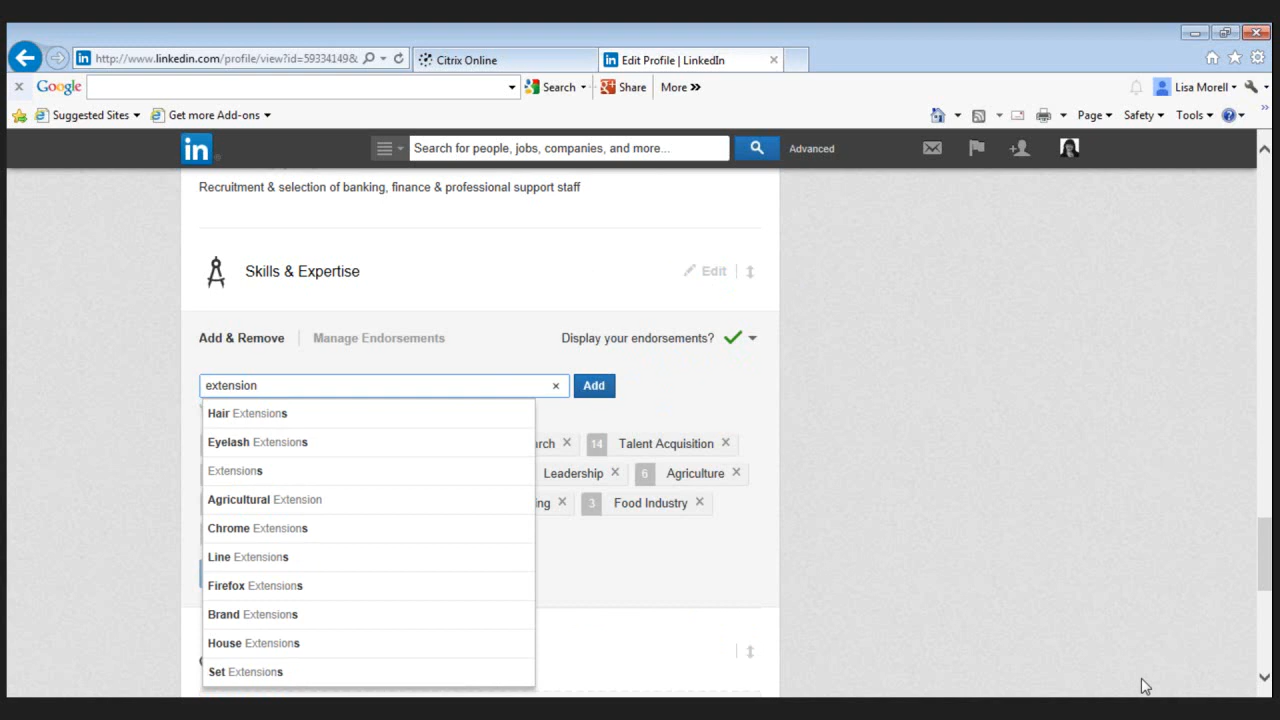 http://www.linkedin.com/profile/view?id=59334149&
Citrix Online
Edit Profile | LinkedIn
Google
Search
Share
More
Lisa Morell
Suggested Sites
Get more Add-ons
Page
Safety
Tools
in
Search for people, jobs, companies, and more...
Advanced
Recruitment & selection of banking, finance & professional support staff
Skills & Expertise
Edit
Add & Remove
Manage Endorsements
Display your endorsements?
extension
Add
Hair Extensions
Eyelash Extensions
14 Talent Acquisition
Extensions
Leadership
6 Agriculture
Agricultural Extension
3 Food Industry
Chrome Extensions
Line Extensions
Firefox Extensions
Brand Extensions
House Extensions
Set Extensions